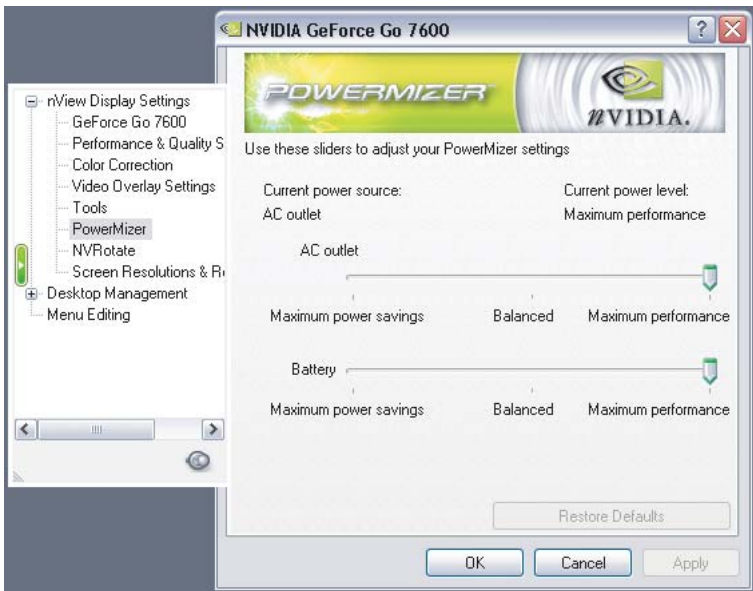 NVIDIA GeForce Go 7600
nView Display Settings
GeForce Go 7600
Performance & Quality S
Color Correction
Video Overlay Settings
Tools
PowerMizer
NVRotate
Screen Resolutions & R
Desktop Management
Menu Editing
POWERMIZER
nVIDIA.
Use these sliders to adjust your PowerMizer settings
Current power source:
Current power level:
AC outlet
Maximum performance
AC outlet
Maximum power savings
Balanced
Maximum performance
Battery
Maximum power savings
Balanced
Maximum performance
Restore Defaults
OK
Cancel
Apply